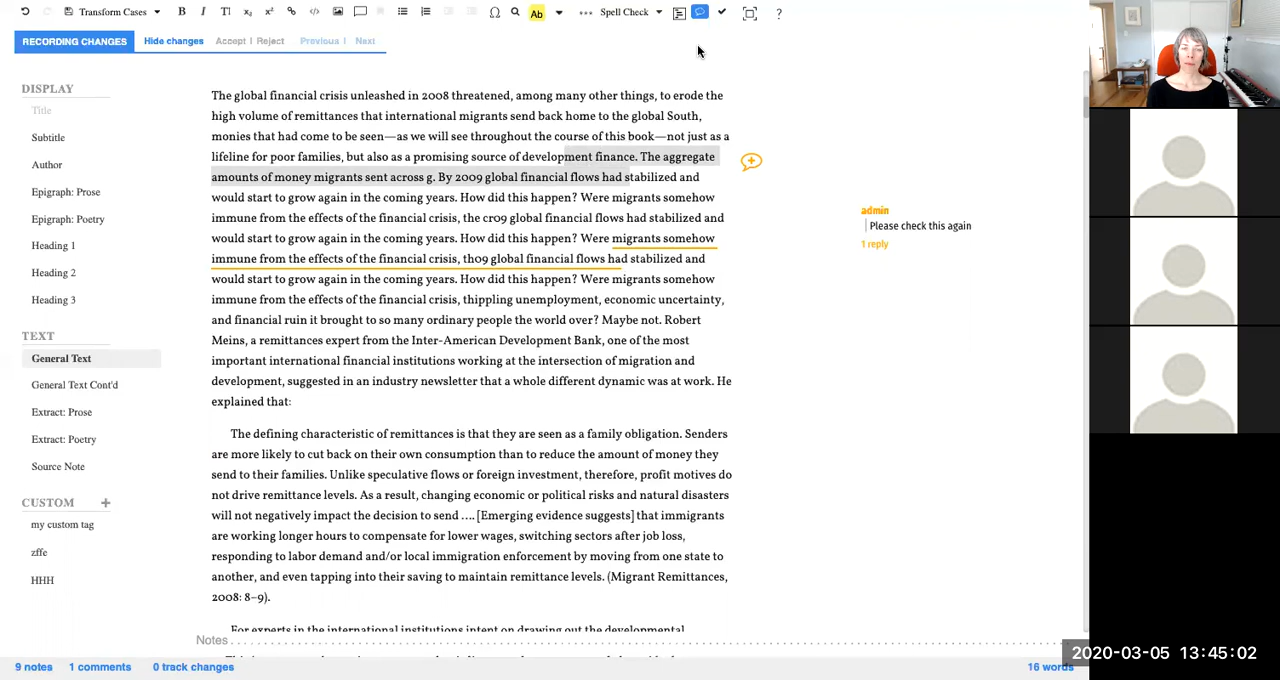 Transform Cases
B I TI x₂ x²
Ab
Spell Check
?
RECORDING CHANGES Hide changes Accept | Reject Previous | Next
DISPLAY
Title
Subtitle
Author
Epigraph: Prose
Epigraph: Poetry
Heading 1
Heading 2
Heading 3
TEXT
General Text
General Text Cont'd
Extract: Prose
Extract: Poetry
Source Note
CUSTOM +
my custom tag
zffe
HHH
The global financial crisis unleashed in 2008 threatened, among many other things, to erode the
high volume of remittances that international migrants send back home to the global South,
monies that had come to be seen—as we will see throughout the course of this book—not just as a
lifeline for poor families, but also as a promising source of development finance. The aggregate
amounts of money migrants sent across g. By 2009 global financial flows had stabilized and
would start to grow again in the coming years. How did this happen? Were migrants somehow
immune from the effects of the financial crisis, the cr09 global financial flows had stabilized and
would start to grow again in the coming years. How did this happen? Were migrants somehow
immune from the effects of the financial crisis, th09 global financial flows had stabilized and
would start to grow again in the coming years. How did this happen? Were migrants somehow
immune from the effects of the financial crisis, thippling unemployment, economic uncertainty,
and financial ruin it brought to so many ordinary people the world over? Maybe not. Robert
Meins, a remittances expert from the Inter-American Development Bank, one of the most
important international financial institutions working at the intersection of migration and
development, suggested in an industry newsletter that a whole different dynamic was at work. He
explained that:
The defining characteristic of remittances is that they are seen as a family obligation. Senders
are more likely to cut back on their own consumption than to reduce the amount of money they
send to their families. Unlike speculative flows or foreign investment, therefore, profit motives do
not drive remittance levels. As a result, changing economic or political risks and natural disasters
will not negatively impact the decision to send .... [Emerging evidence suggests] that immigrants
are working longer hours to compensate for lower wages, switching sectors after job loss,
responding to labor demand and/or local immigration enforcement by moving from one state to
another, and even tapping into their saving to maintain remittance levels. (Migrant Remittances,
2008: 8–9).
For experts in the international institutions intent on drawing out the developmental
admin
Please check this again
1 reply
Notes
9 notes 1 comments 0 track changes
16 words
2020-03-05 13:45:02